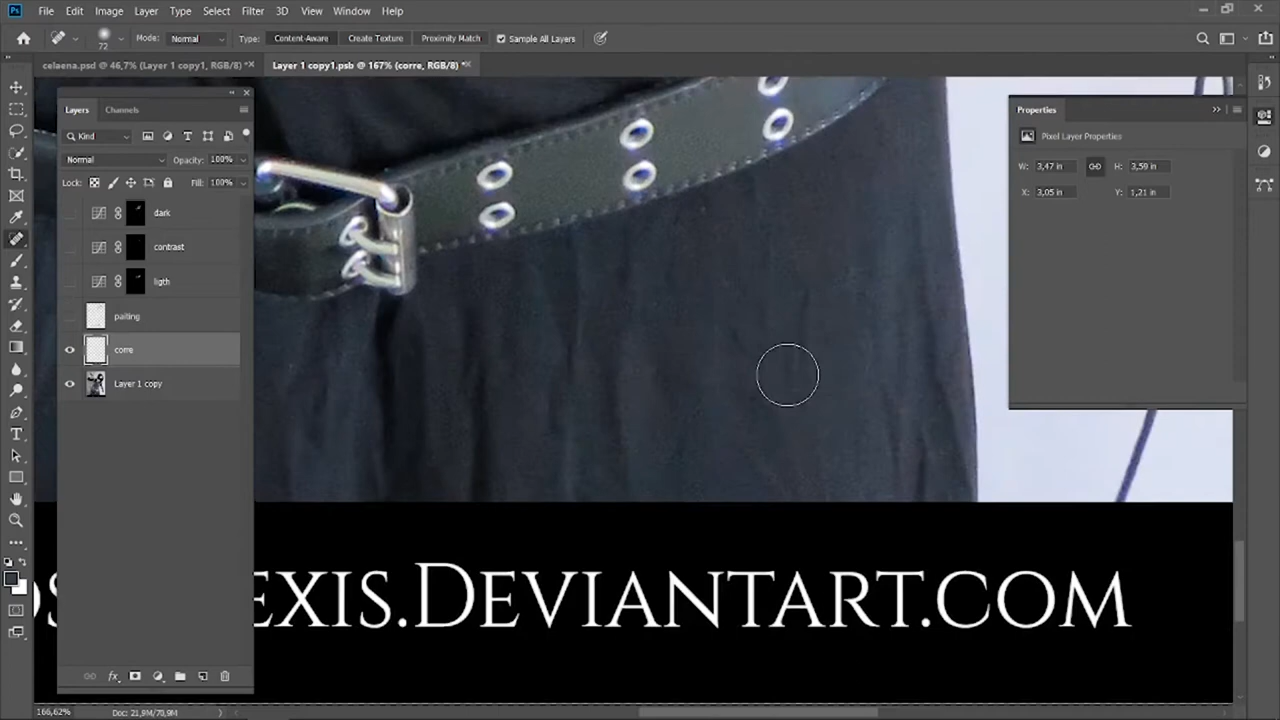 Ps File Edit Image Layer Type Select Filter 3D View Window Help
72 Mode: Normal Type: Content-Aware Create Texture Proximity Match Sample All Layers
celaena.psd @ 46,7% (Layer 1 copy1, RGB/8) * Layer 1 copy1.psb @ 167% (corre, RGB/8) *
Layers Channels
Kind
Normal Opacity: 100%
Lock: Fill: 100%
dark
contrast
ligth
paiting
corre
Layer 1 copy
Properties
Pixel Layer Properties
W: 3,47 in H: 3,59 in
X: 3,05 in Y: 1,21 in
EXIS.DEVIANTART.COM
166,62% Doc: 21,9M/70,9M